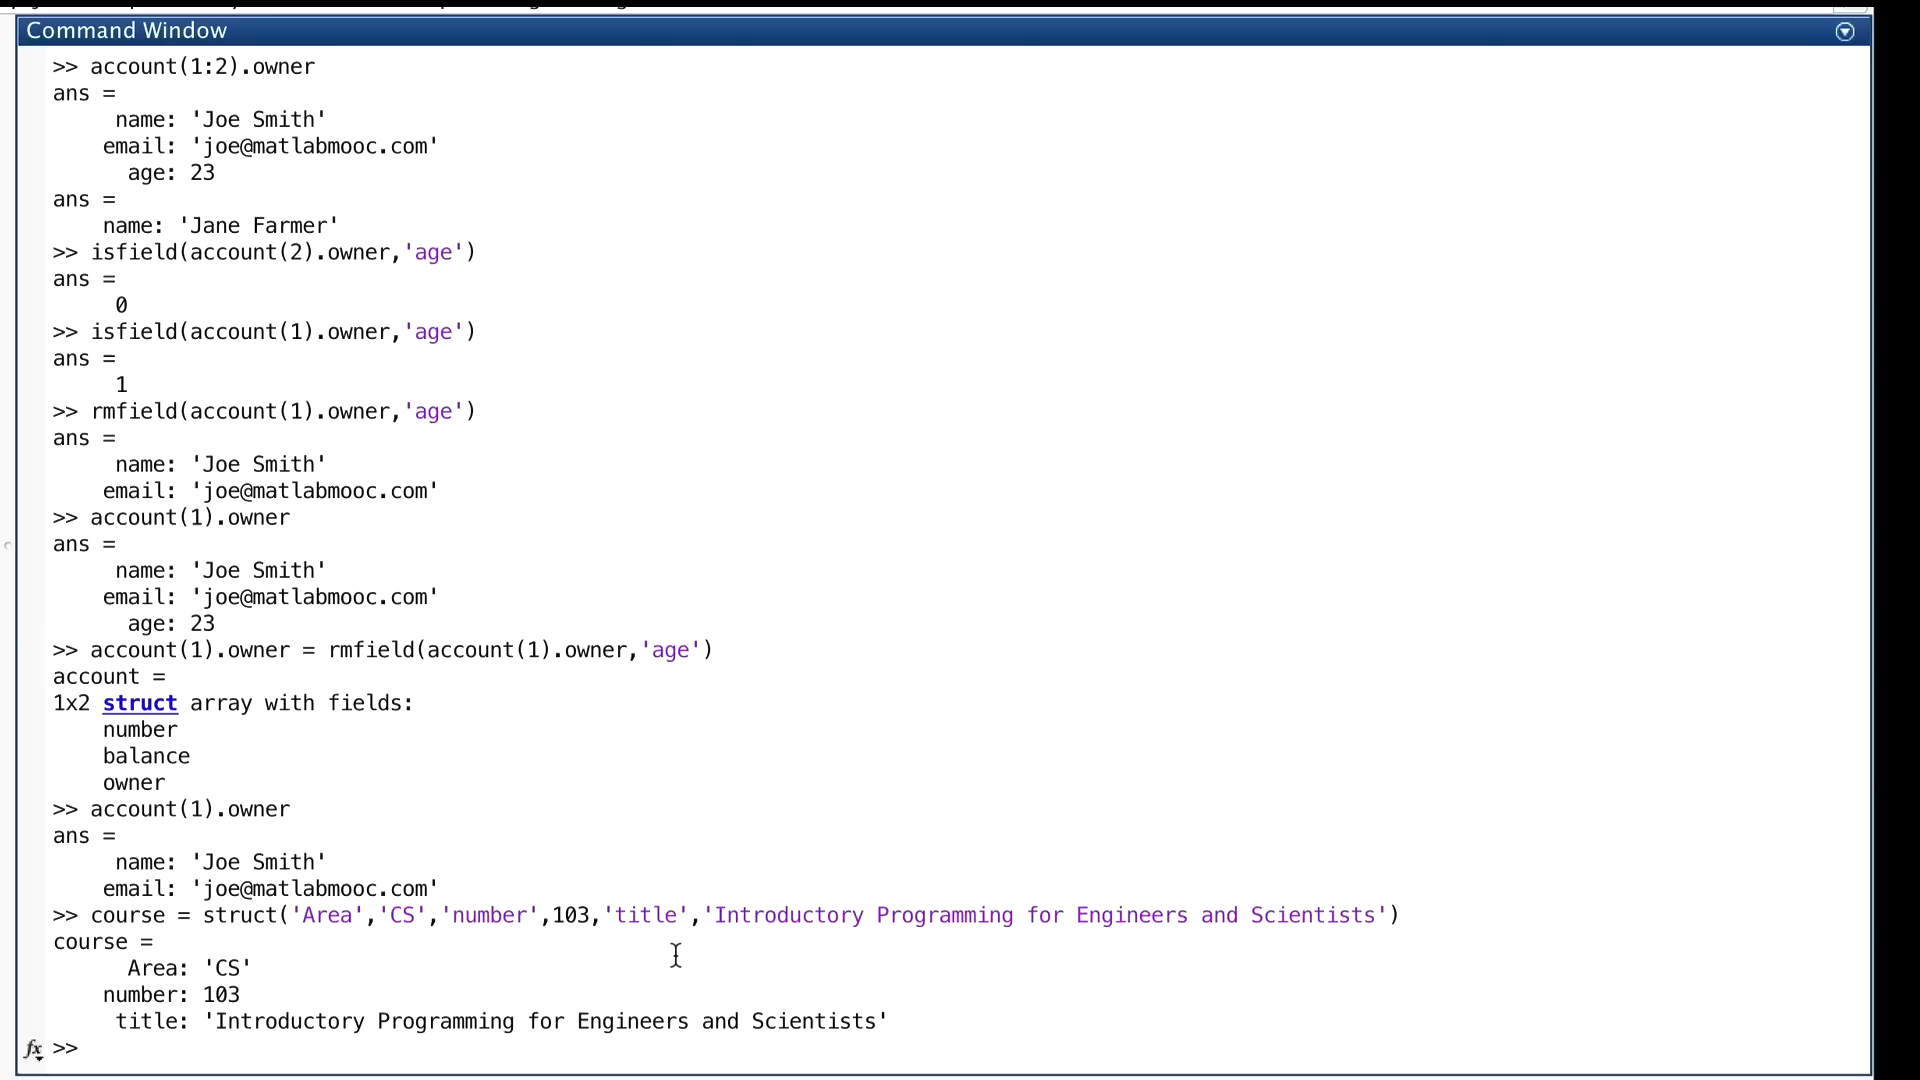 Command Window
>> account(1:2).owner
ans =
name: 'Joe Smith'
email: 'joe@matlabmooc.com'
age: 23
ans =
name: 'Jane Farmer'
>> isfield(account(2).owner,'age')
ans =
0
>> isfield(account(1).owner,'age')
ans =
1
>> rmfield(account(1).owner,'age')
ans =
name: 'Joe Smith'
email: 'joe@matlabmooc.com'
>> account(1).owner
ans =
name: 'Joe Smith'
email: 'joe@matlabmooc.com'
age: 23
>> account(1).owner = rmfield(account(1).owner,'age')
account =
1x2 struct array with fields:
number
balance
owner
>> account(1).owner
ans =
name: 'Joe Smith'
email: 'joe@matlabmooc.com'
>> course = struct('Area','CS','number',103,'title','Introductory Programming for Engineers and Scientists')
course =
Area: 'CS'
number: 103
title: 'Introductory Programming for Engineers and Scientists'
fx >>